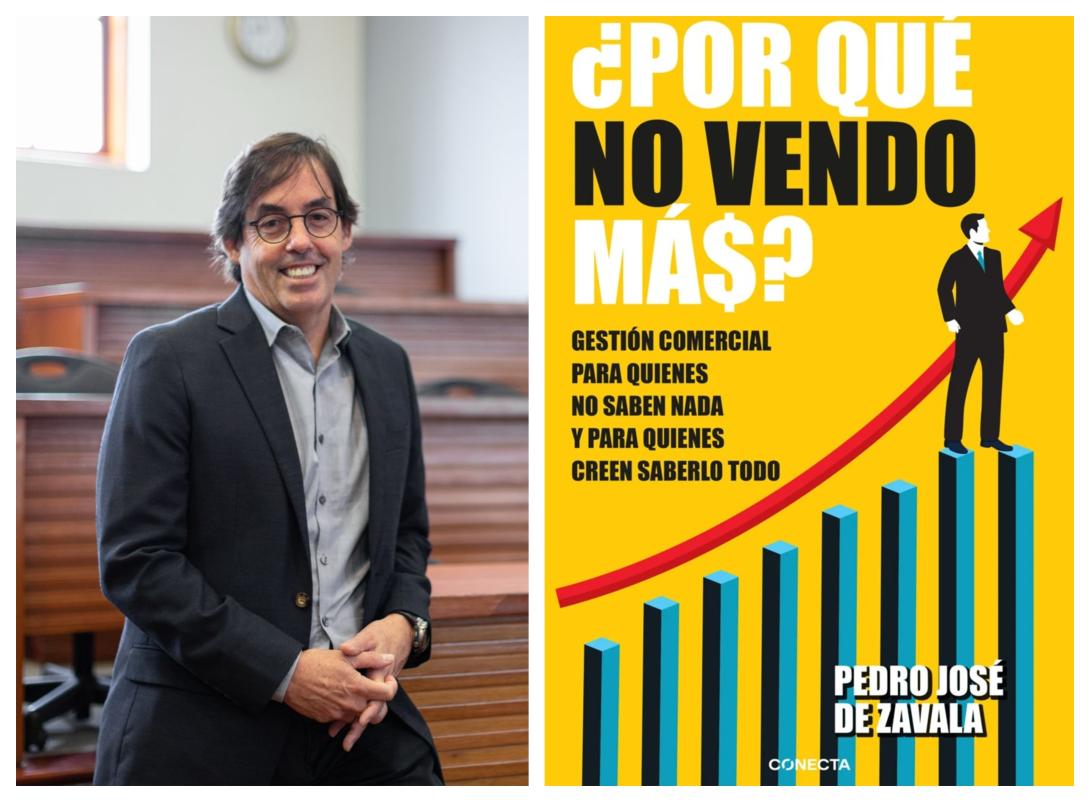 ¿POR QUÉ
NO VENDO
MÁ$?
GESTIÓN COMERCIAL
PARA QUIENES
NO SABEN NADA
Y PARA QUIENES
CREEN SABERLO TODO
PEDRO JOSÉ
DE ZAVALA
CONECTA